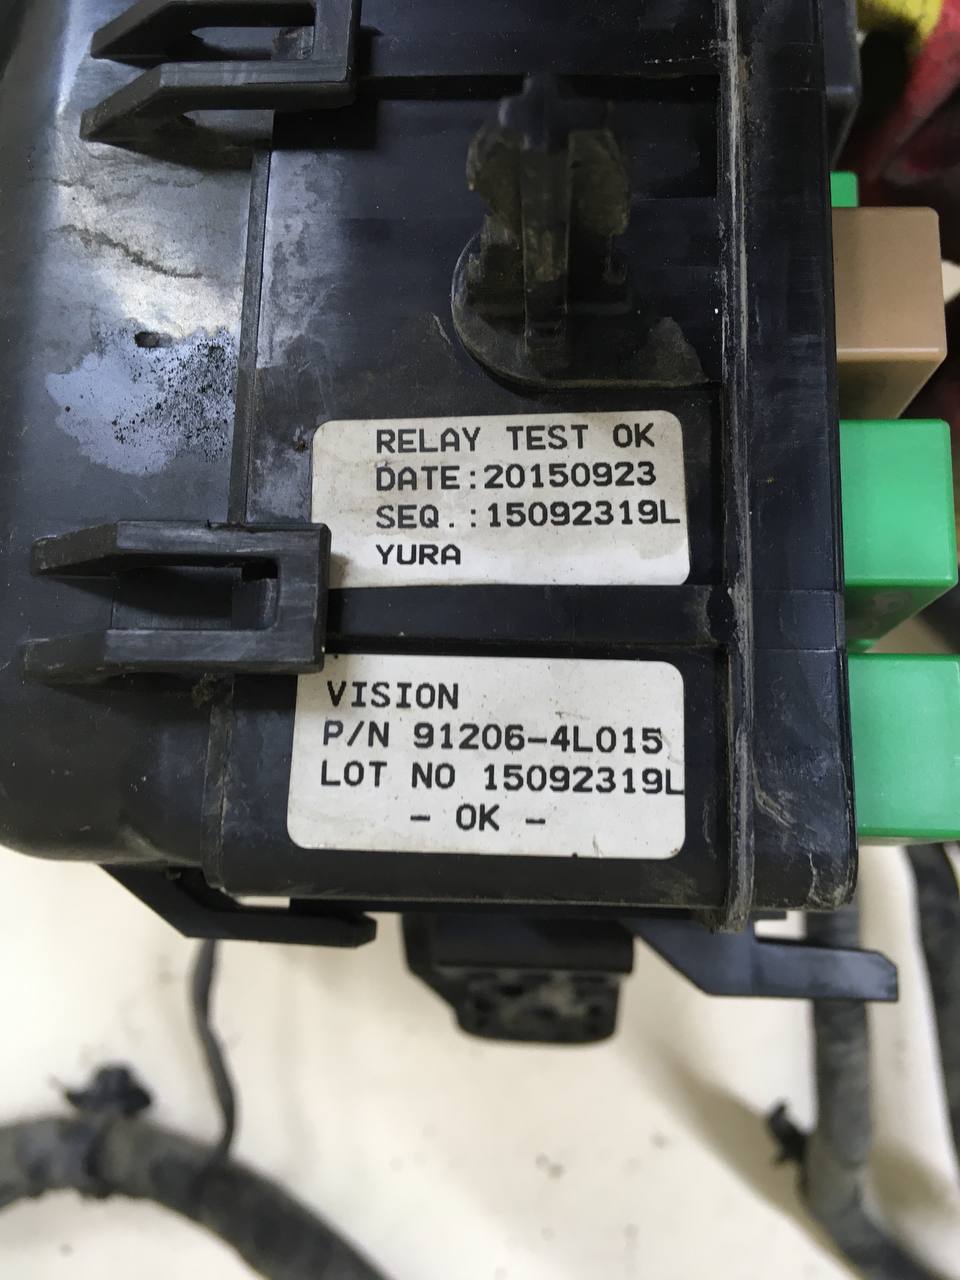 RELAY TEST OK
DATE:20150923
SEQ.:15092319L
YURA
VISION
P/N 91206-4L015
LOT NO 15092319L
- OK -